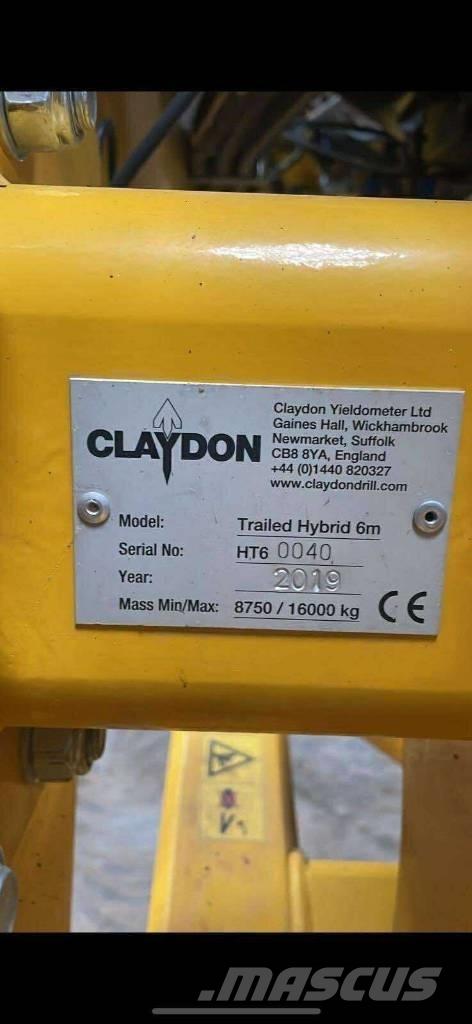 CLAYDON
Claydon Yieldometer Ltd
Gaines Hall, Wickhambrook
Newmarket, Suffolk
CB8 8YA, England
+44 (0)1440 820327
www.claydondrill.com
Model: Trailed Hybrid 6m
Serial No: HT6 0040
Year: 2019
Mass Min/Max: 8750 / 16000 kg CE
MASCUS